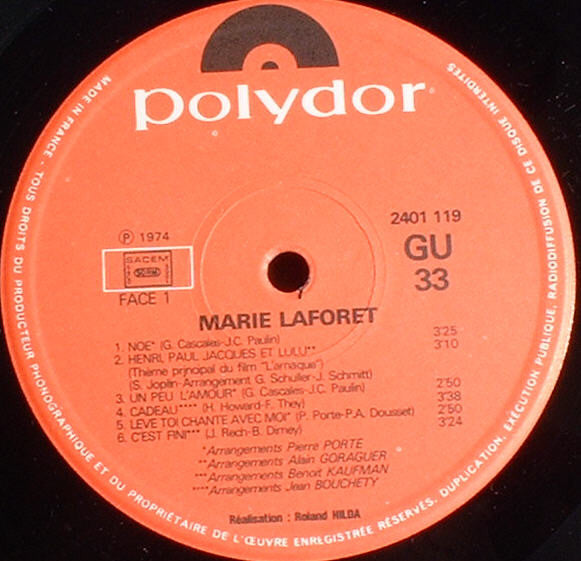 polydor
MADE IN FRANCE - TOUS DROITS DU PRODUCTEUR PHONOGRAPHIQUE ET DU PROPRIÉTAIRE DE L'ŒUVRE ENREGISTRÉE RÉSERVÉS. DUPLICATION, EXÉCUTION PUBLIQUE, RADIODIFFUSION DE CE DISQUE INTERDITES
Ⓟ 1974
SACEM
FACE 1
2401 119
GU
33
MARIE LAFORET
1. NOE* (G. Cascales-J.C. Paulin) 3'25
2. HENRI, PAUL JACQUES ET LULU** 3'10
(Thème principal du film "L'arnaque")
(S. Joplin-Arrangement G. Schuller-J. Schmitt)
3. UN PEU L'AMOUR* (G. Cascales-J.C. Paulin) 2'50
4. CADEAU**** (H. Howard-F. They) 3'38
5. LEVE TOI CHANTE AVEC MOI* (P. Porte-P.A. Dousset) 2'50
6. C'EST FINI*** (J. Rech-B. Dimey) 3'24
*Arrangements Pierre PORTE
**Arrangements Alain GORAGUER
***Arrangements Benoit KAUFMAN
****Arrangements Jean BOUCHETY
Réalisation : Roland HILDA